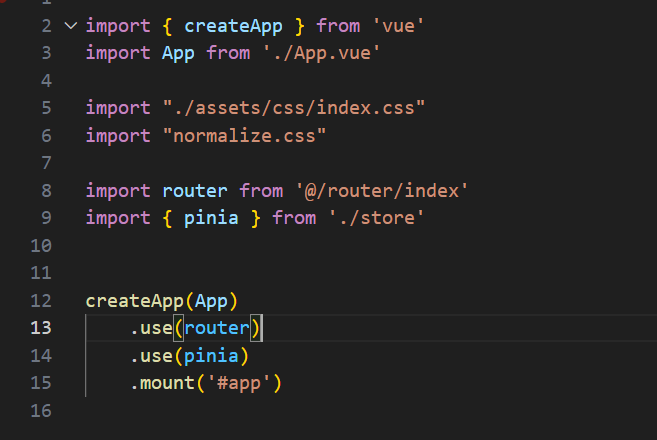 2 import { createApp } from 'vue'
3 import App from './App.vue'
4
5 import "./assets/css/index.css"
6 import "normalize.css"
7
8 import router from '@/router/index'
9 import { pinia } from './store'
10
11
12 createApp(App)
13     .use(router)
14     .use(pinia)
15     .mount('#app')
16